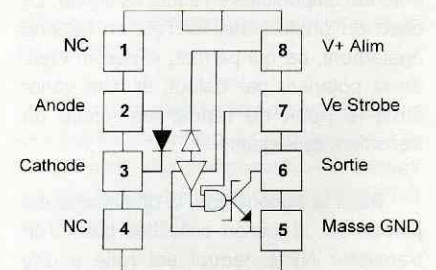 NC 1 8 V+ Alim
Anode 2 7 Ve Strobe
Cathode 3 6 Sortie
NC 4 5 Masse GND